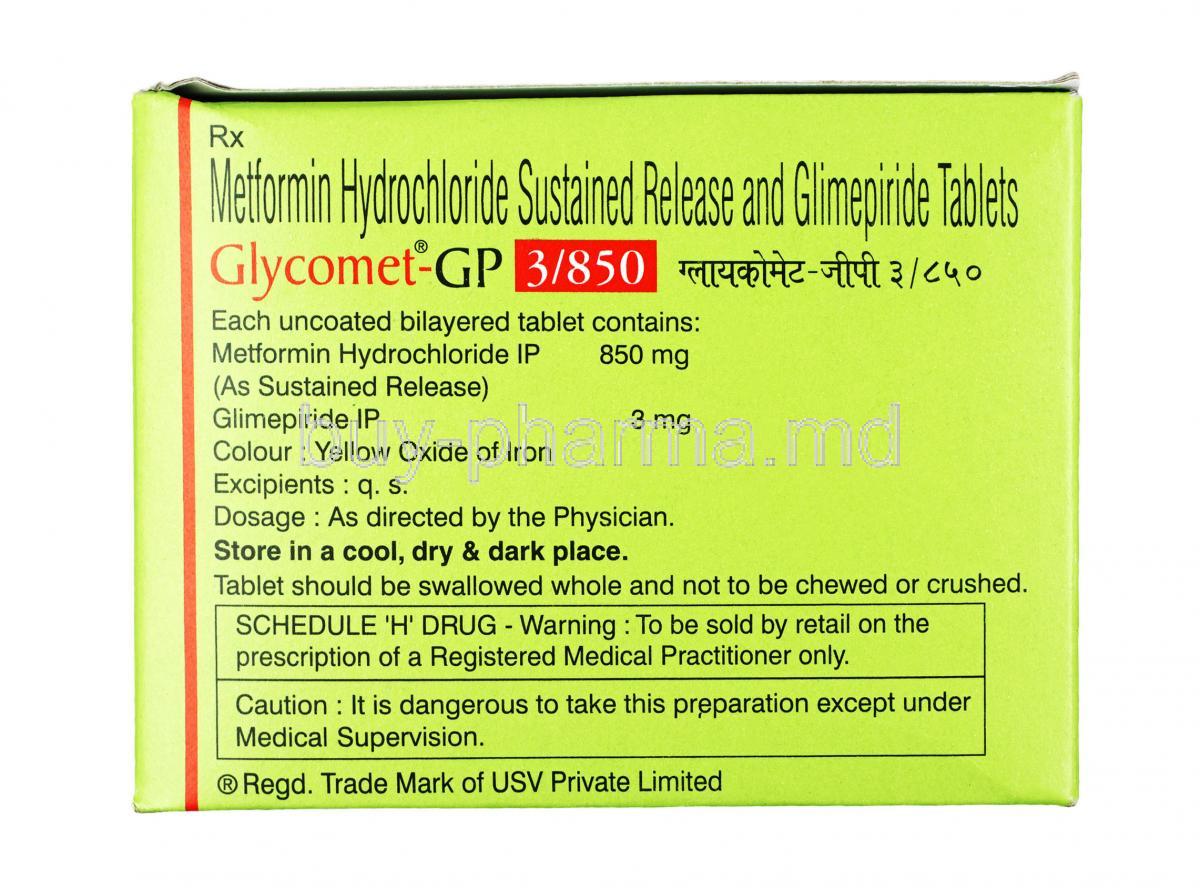 Rx
Metformin Hydrochloride Sustained Release and Glimepiride Tablets
Glycomet®-GP 3/850 ग्लायकोमेट-जीपी ३/८५०
Each uncoated bilayered tablet contains:
Metformin Hydrochloride IP 850 mg
(As Sustained Release)
Glimepiride IP 3 mg
Colour : Yellow Oxide of Iron
buy-pharma.md
Excipients : q. s.
Dosage : As directed by the Physician.
Store in a cool, dry & dark place.
Tablet should be swallowed whole and not to be chewed or crushed.
SCHEDULE 'H' DRUG - Warning : To be sold by retail on the
prescription of a Registered Medical Practitioner only.
Caution : It is dangerous to take this preparation except under
Medical Supervision.
® Regd. Trade Mark of USV Private Limited